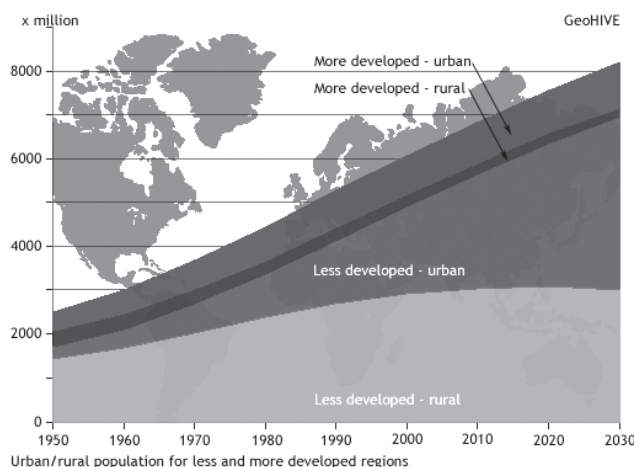 x million
GeoHIVE
More developed - urban
More developed - rural
8000
6000
4000
2000
0
Less developed - urban
Less developed - rural
1950 1960 1970 1980 1990 2000 2010 2020 2030
Urban/rural population for less and more developed regions